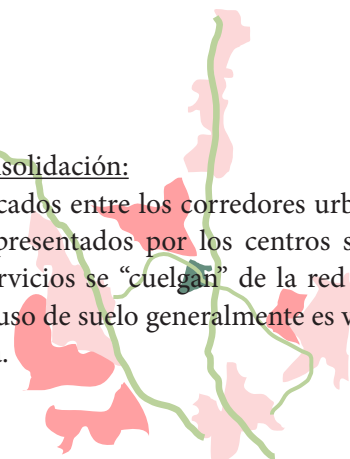 solidación:
cados entre los corredores urb
presentados por los centros s
rvicios se “cuelgan” de la red
uso de suelo generalmente es v